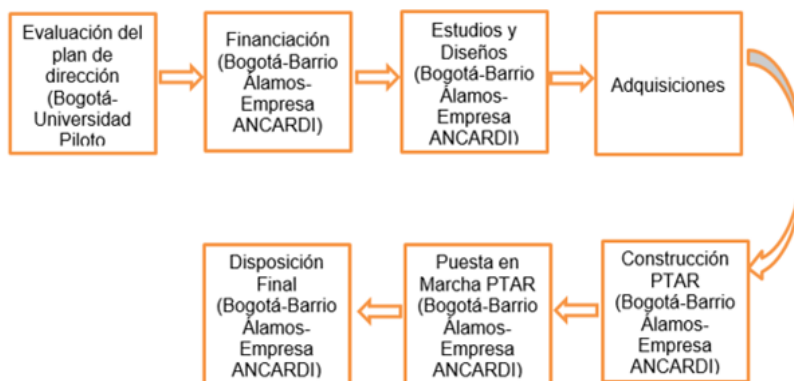 Evaluación del
plan de
dirección
(Bogotá-
Universidad
Piloto
Financiación
(Bogotá-Barrio
Álamos-
Empresa
ANCARDI)
Estudios y
Diseños
(Bogotá-Barrio
Álamos-
Empresa
ANCARDI)
Adquisiciones
Construcción
PTAR
(Bogotá-Barrio
Álamos-
Empresa
ANCARDI)
Puesta en
Marcha PTAR
(Bogotá-Barrio
Álamos-
Empresa
ANCARDI)
Disposición
Final
(Bogotá-Barrio
Álamos-
Empresa
ANCARDI)